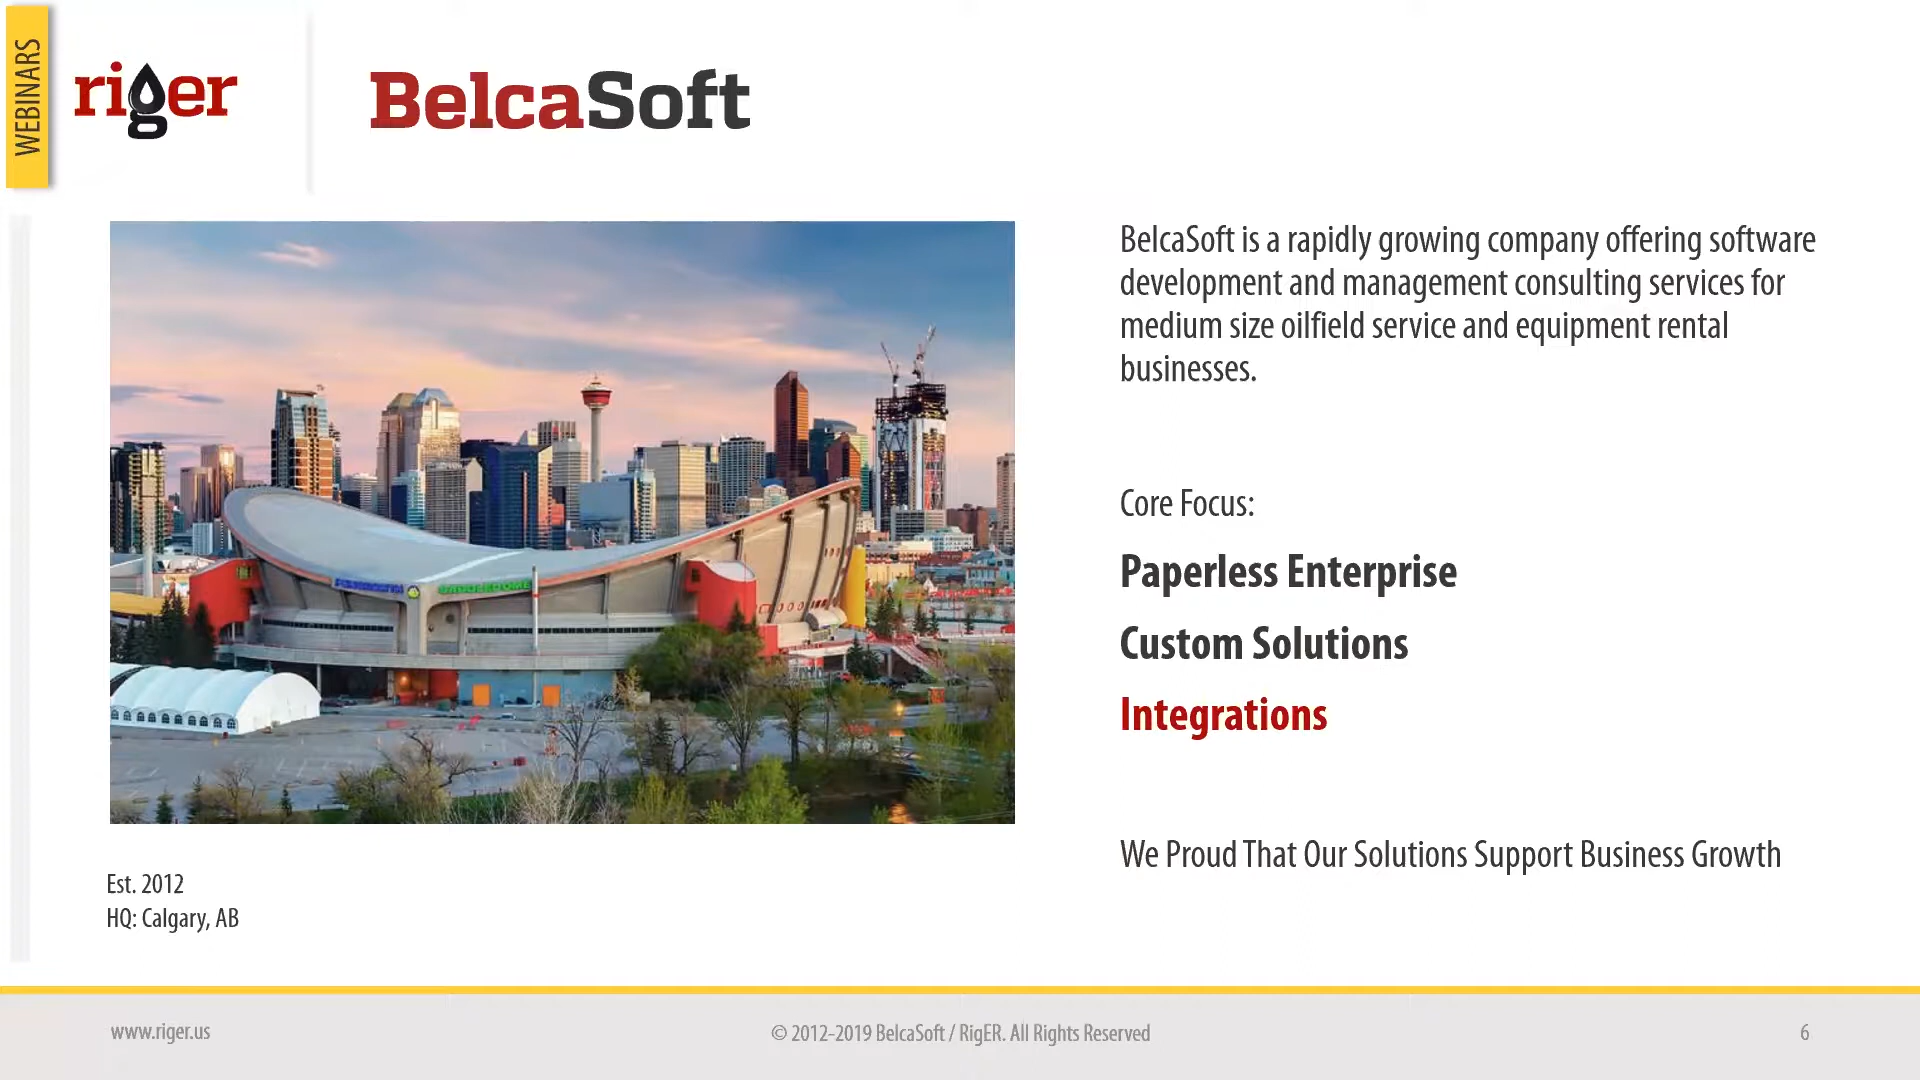 WEBINARS
riger
BelcaSoft
BelcaSoft is a rapidly growing company offering software
development and management consulting services for
medium size oilfield service and equipment rental
businesses.
Core Focus:
Paperless Enterprise
Custom Solutions
Integrations
SADDLEDOME
We Proud That Our Solutions Support Business Growth
Est. 2012
HQ: Calgary, AB
www.riger.us
© 2012-2019 BelcaSoft / RigER. All Rights Reserved
6